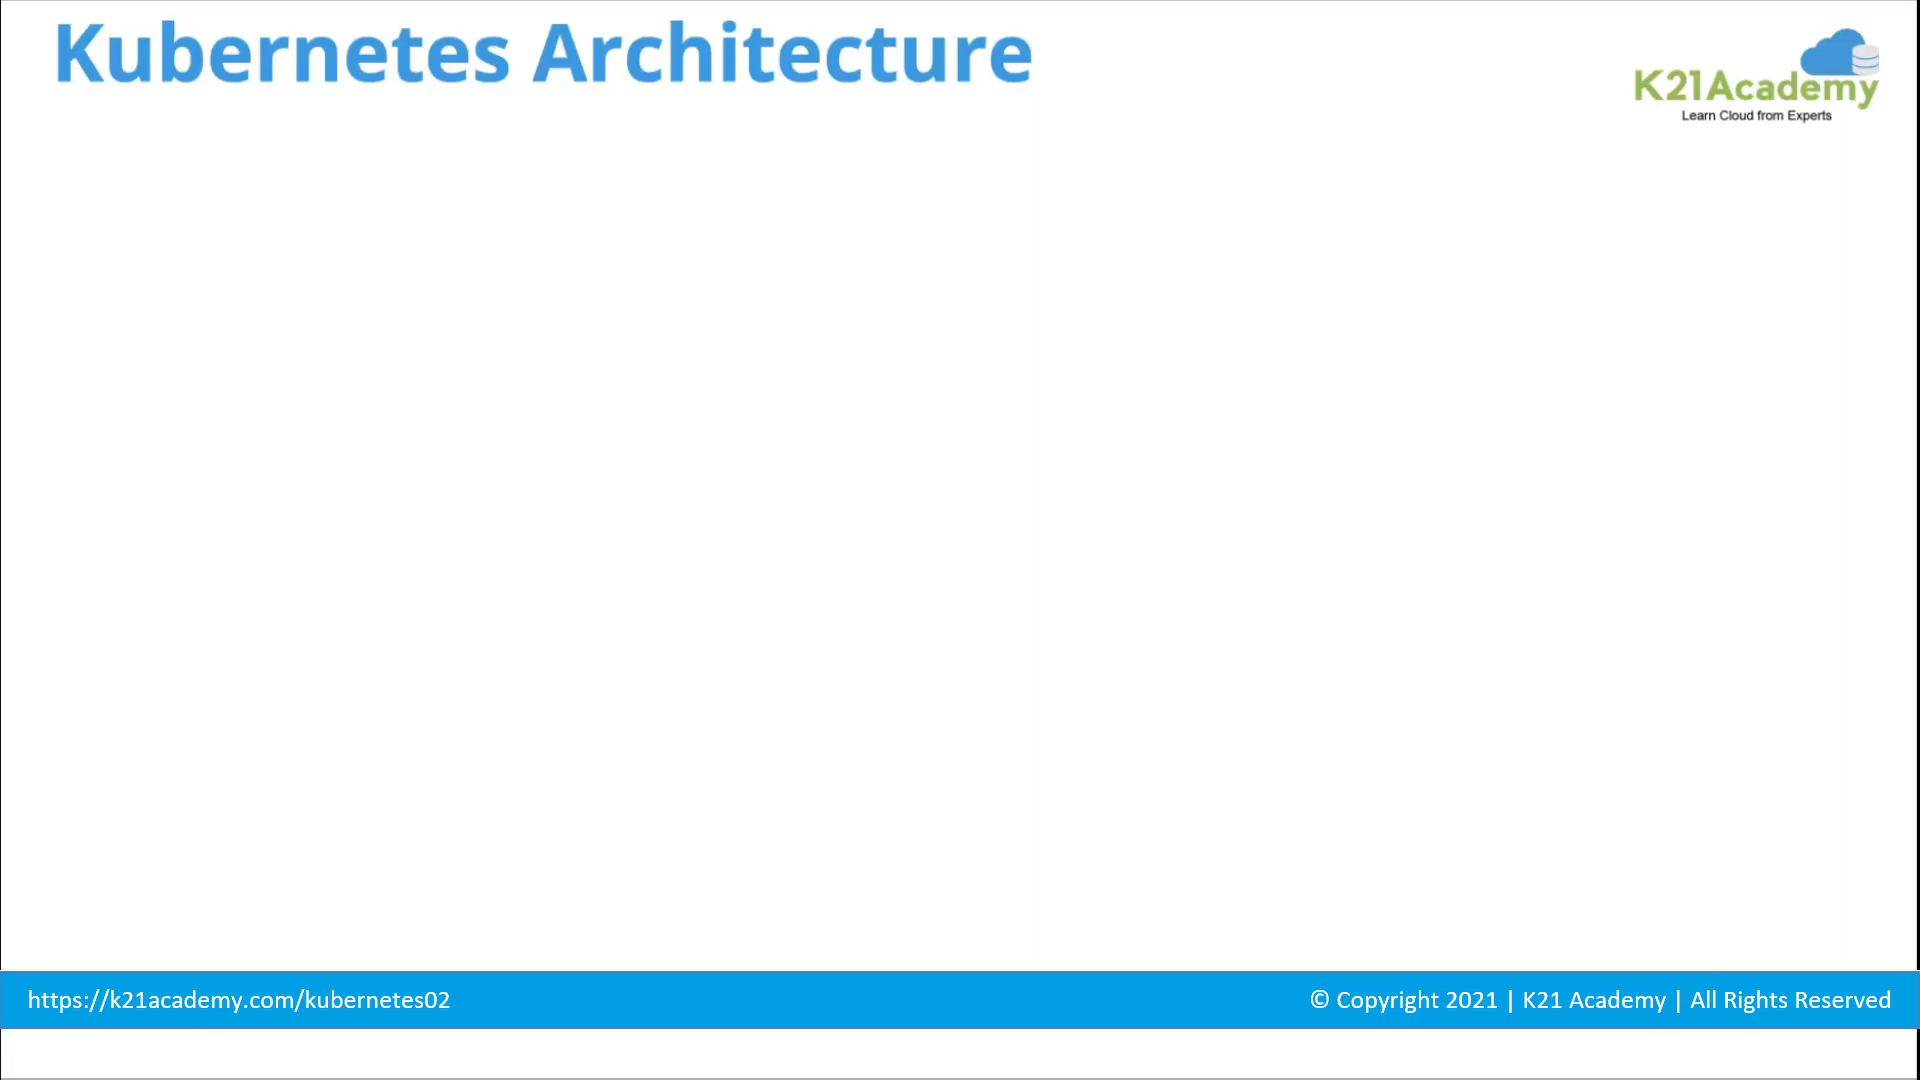 Kubernetes Architecture
K21Academy
Learn Cloud from Experts
https://k21academy.com/kubernetes02
© Copyright 2021 | K21 Academy | All Rights Reserved